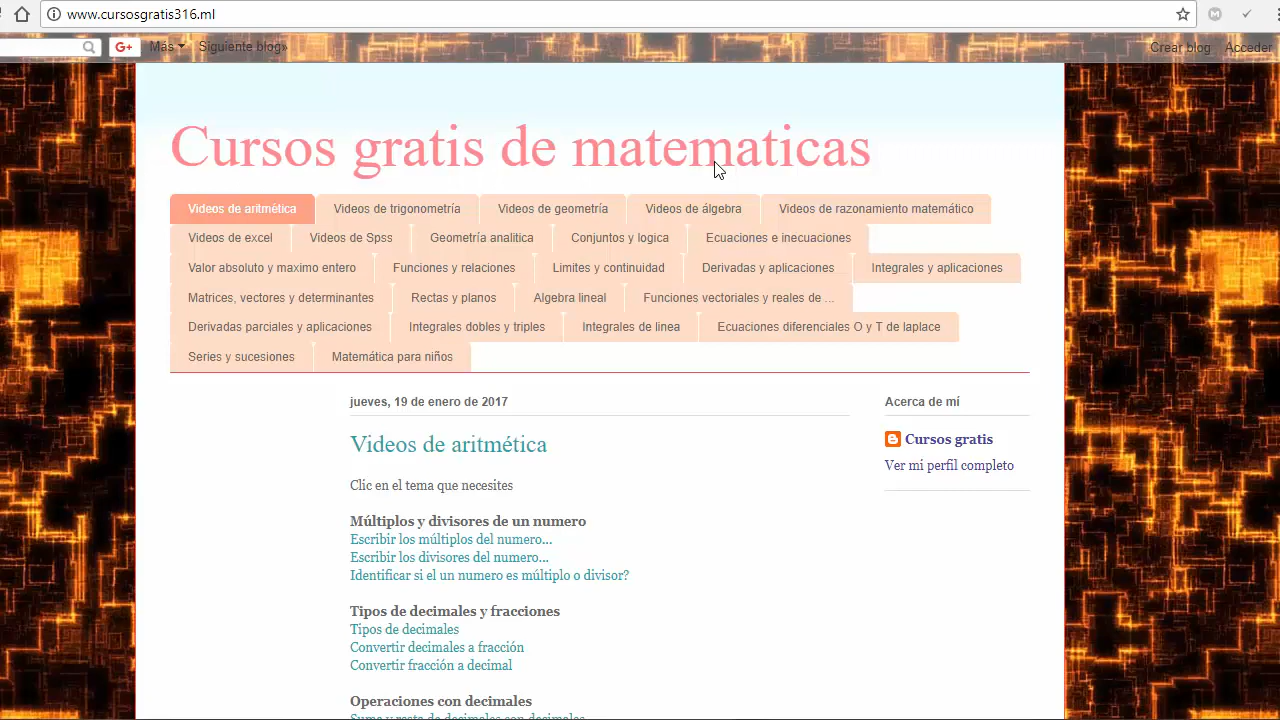 www.cursosgratis316.ml
G+ Más Siguiente blog» Crear blog Acceder
Cursos gratis de matematicas
Videos de aritmética Videos de trigonometría Videos de geometría Videos de álgebra Videos de razonamiento matemático
Videos de excel Videos de Spss Geometría analitica Conjuntos y logica Ecuaciones e inecuaciones
Valor absoluto y maximo entero Funciones y relaciones Limites y continuidad Derivadas y aplicaciones Integrales y aplicaciones
Matrices, vectores y determinantes Rectas y planos Algebra lineal Funciones vectoriales y reales de ...
Derivadas parciales y aplicaciones Integrales dobles y triples Integrales de linea Ecuaciones diferenciales O y T de laplace
Series y sucesiones Matemática para niños
jueves, 19 de enero de 2017
Videos de aritmética
Clic en el tema que necesites
Múltiplos y divisores de un numero
Escribir los múltiplos del numero...
Escribir los divisores del numero...
Identificar si el un numero es múltiplo o divisor?
Tipos de decimales y fracciones
Tipos de decimales
Convertir decimales a fracción
Convertir fracción a decimal
Operaciones con decimales
Suma y resta de decimales con decimales
Acerca de mí
Cursos gratis
Ver mi perfil completo